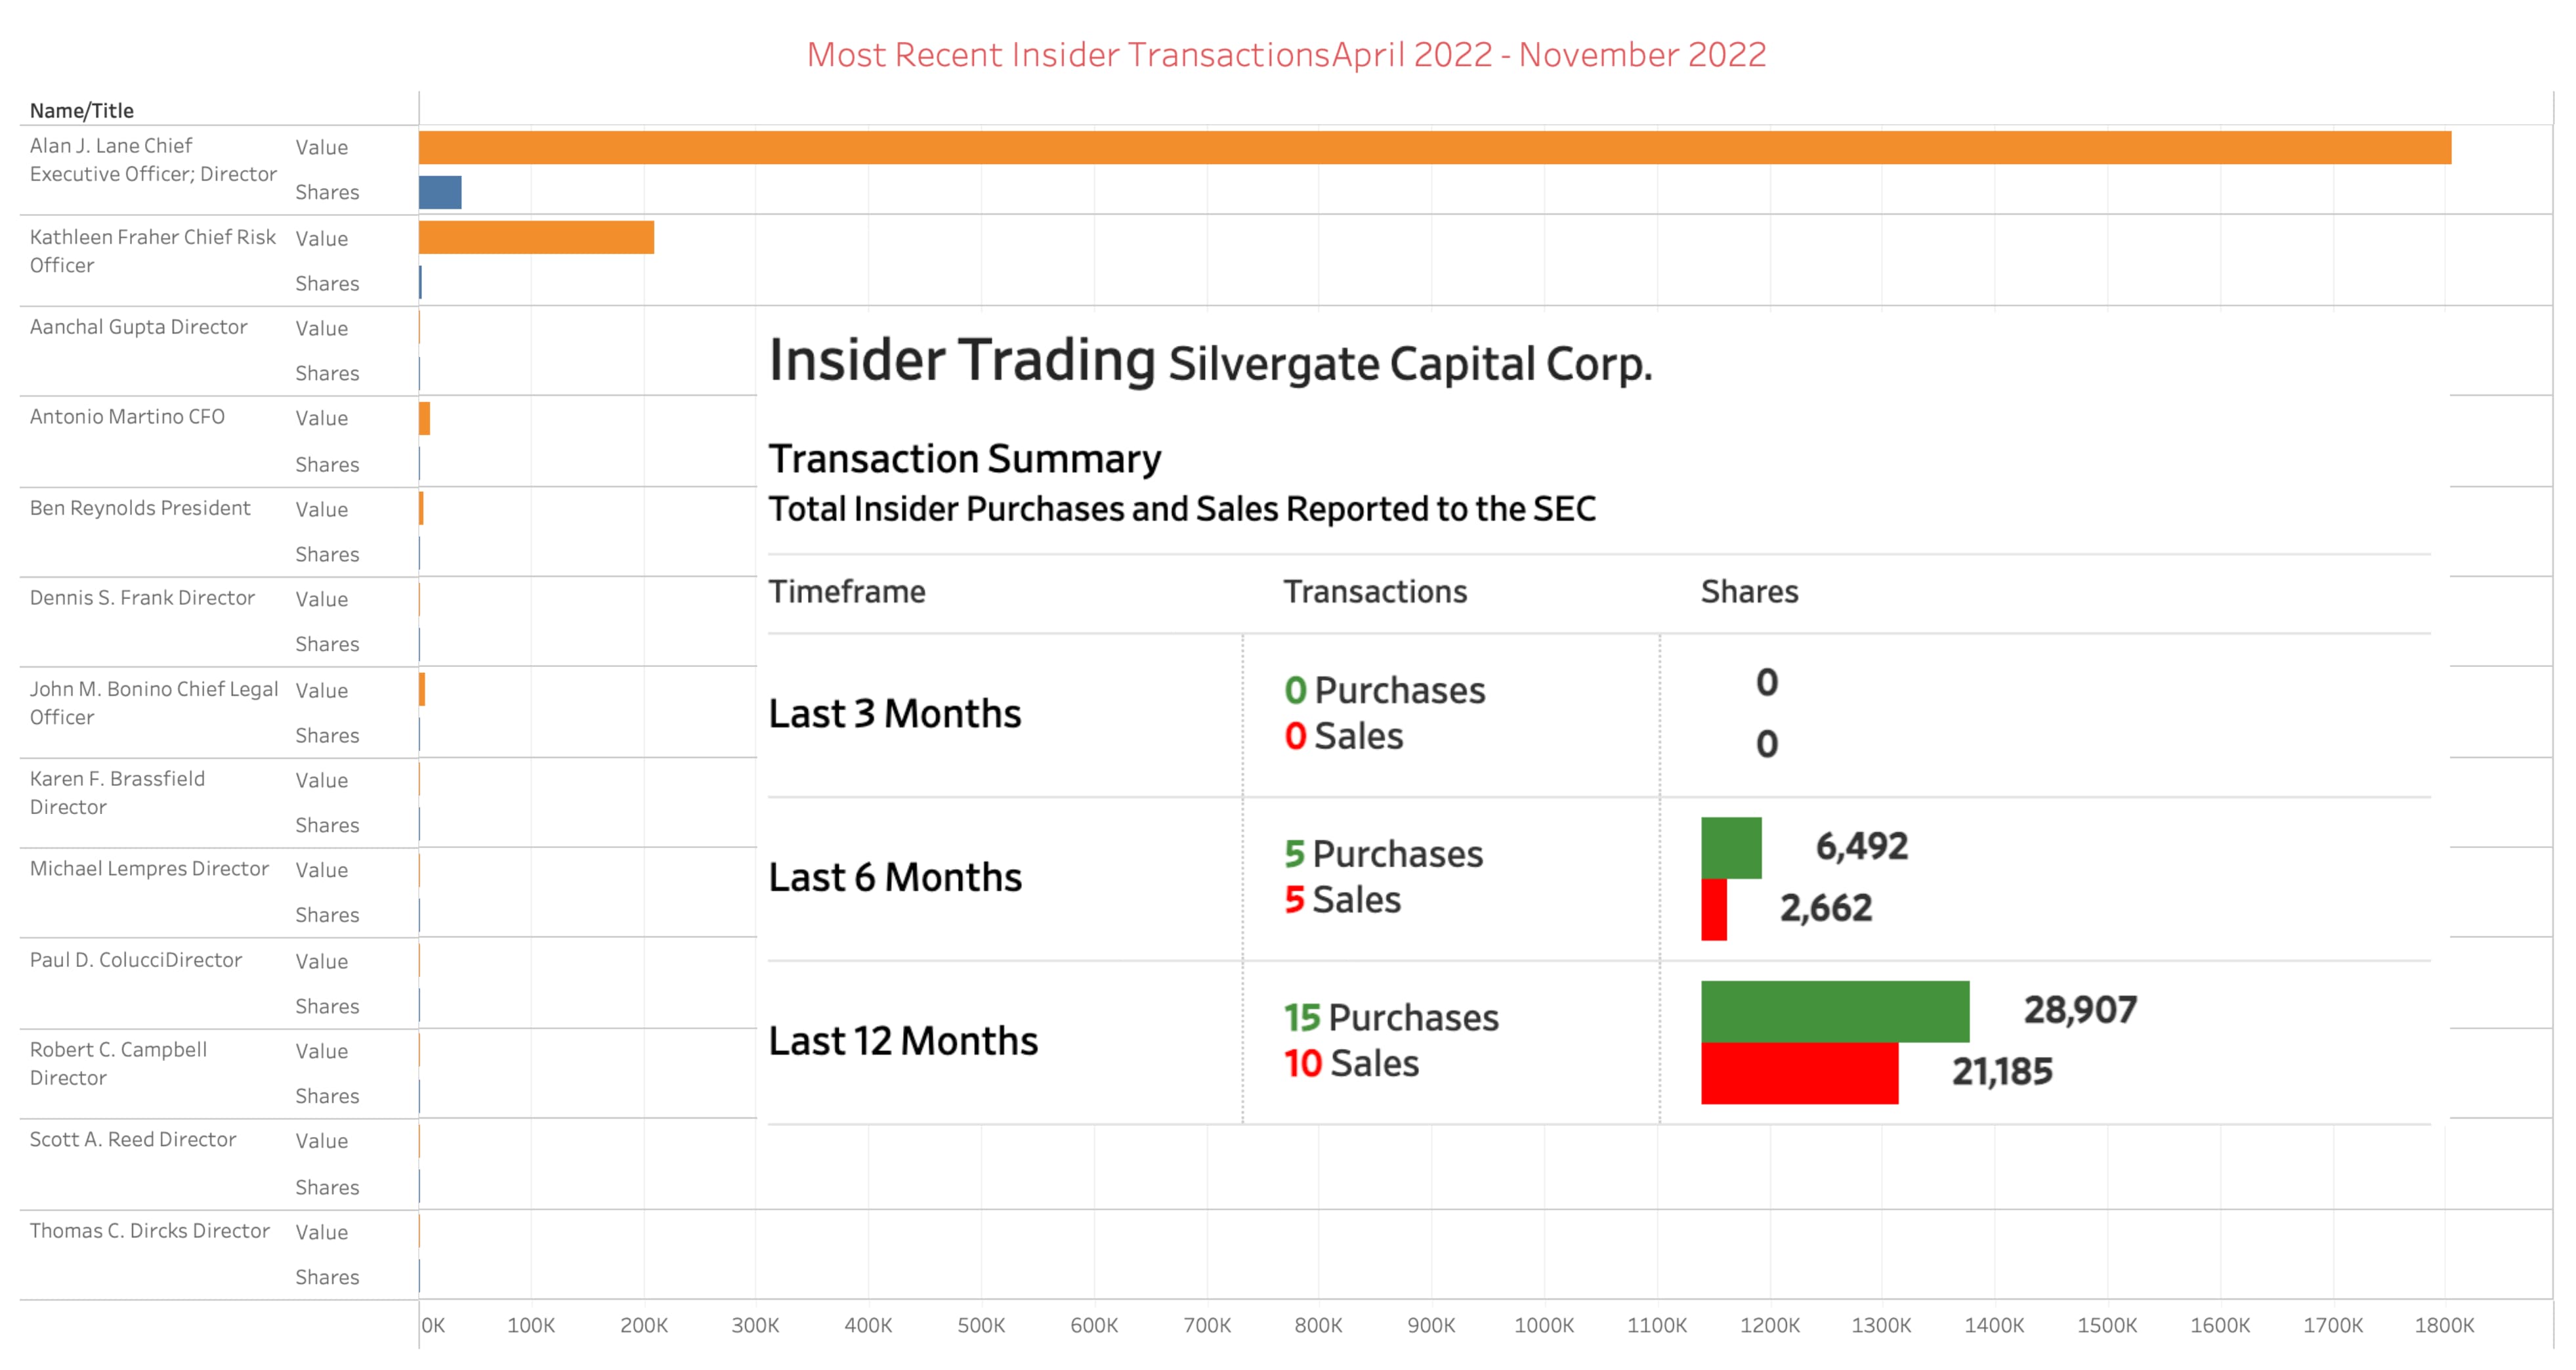 Most Recent Insider TransactionsApril 2022 - November 2022
Name/Title
Alan J. Lane Chief
Executive Officer; Director
Value
Shares
Kathleen Fraher Chief Risk
Officer
Value
Shares
Aanchal Gupta Director
Value
Shares
Antonio Martino CFO
Value
Shares
Ben Reynolds President
Value
Shares
Dennis S. Frank Director
Value
Shares
John M. Bonino Chief Legal
Officer
Value
Shares
Karen F. Brassfield
Director
Value
Shares
Michael Lempres Director
Value
Shares
Paul D. ColucciDirector
Value
Shares
Robert C. Campbell
Director
Value
Shares
Scott A. Reed Director
Value
Shares
Thomas C. Dircks Director
Value
Shares
0K 100K 200K 300K 400K 500K 600K 700K 800K 900K 1000K 1100K 1200K 1300K 1400K 1500K 1600K 1700K 1800K
Insider Trading Silvergate Capital Corp.
Transaction Summary
Total Insider Purchases and Sales Reported to the SEC
Timeframe Transactions Shares
Last 3 Months
0 Purchases
0 Sales
0
0
Last 6 Months
5 Purchases
5 Sales
6,492
2,662
Last 12 Months
15 Purchases
10 Sales
28,907
21,185